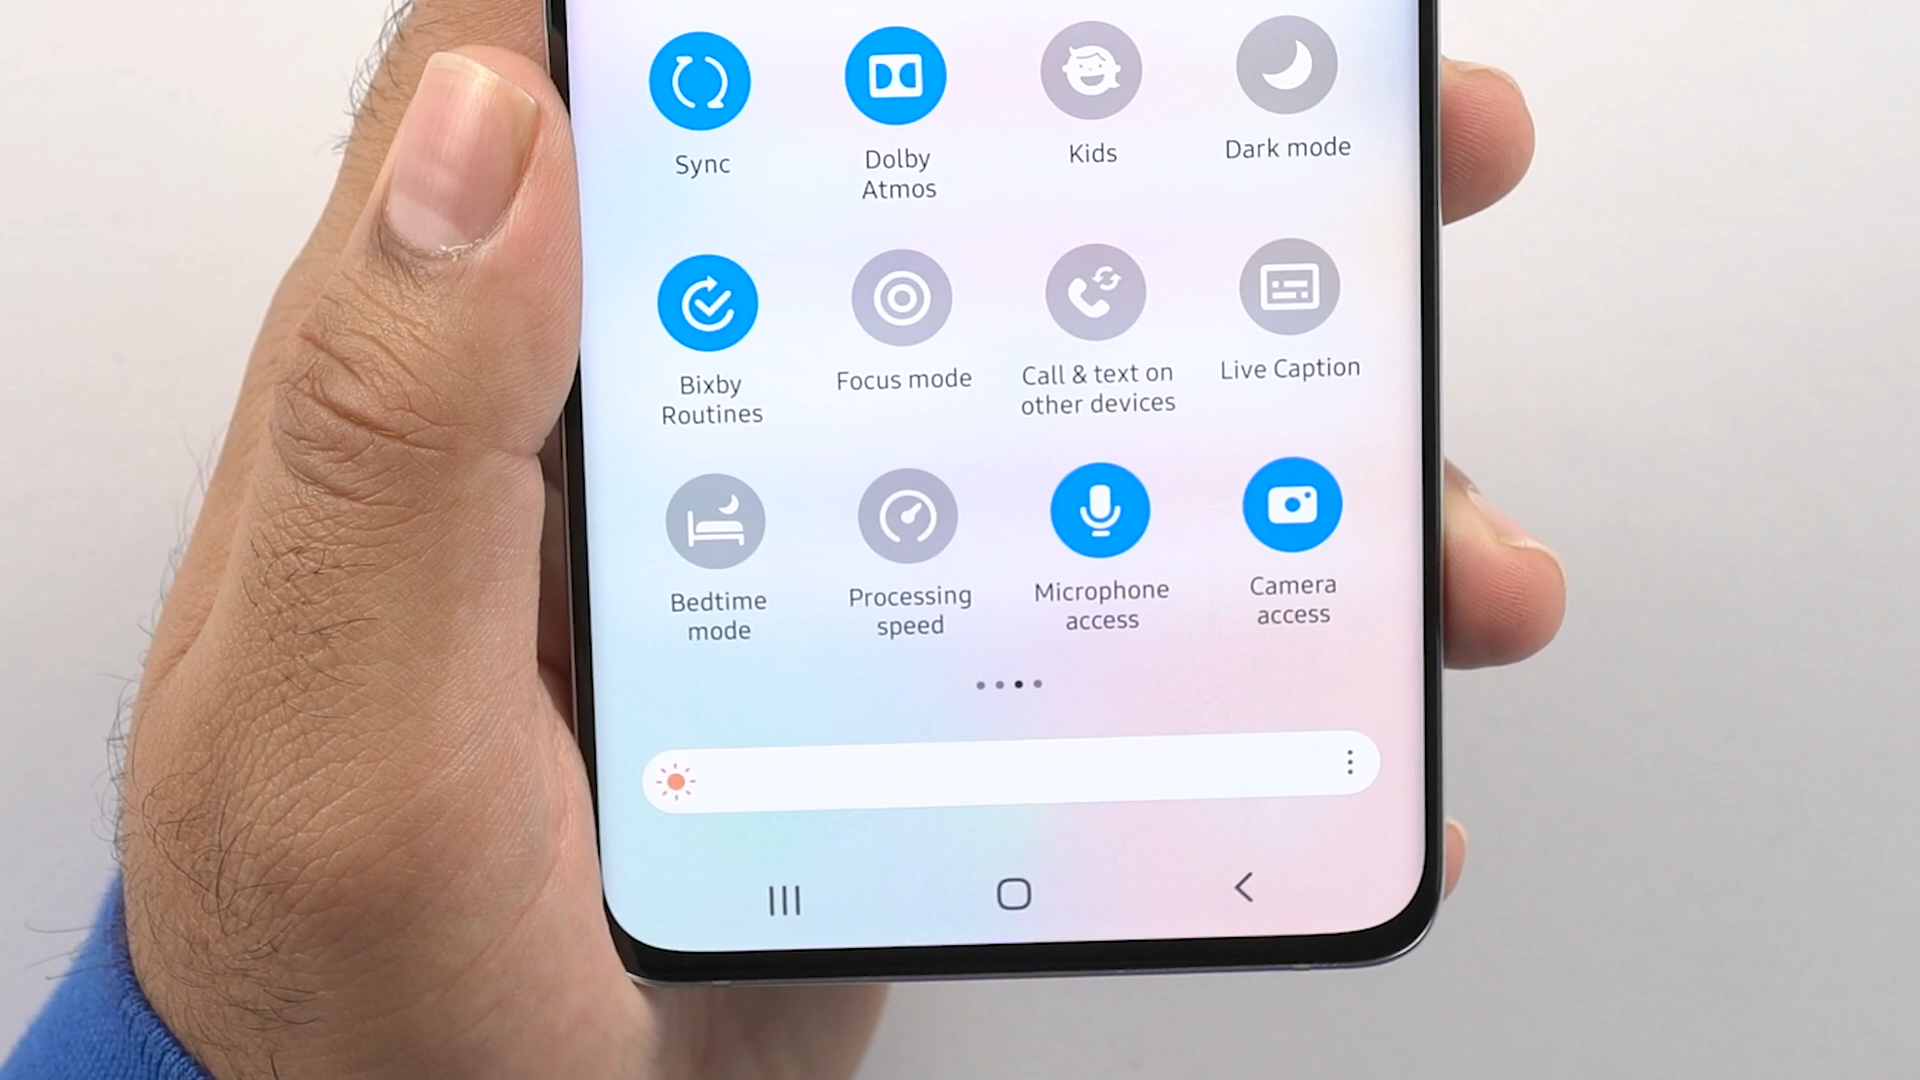 Sync
Dolby
Atmos
Kids
Dark mode
Bixby
Routines
Focus mode
Call & text on
other devices
Live Caption
Bedtime
mode
Processing
speed
Microphone
access
Camera
access